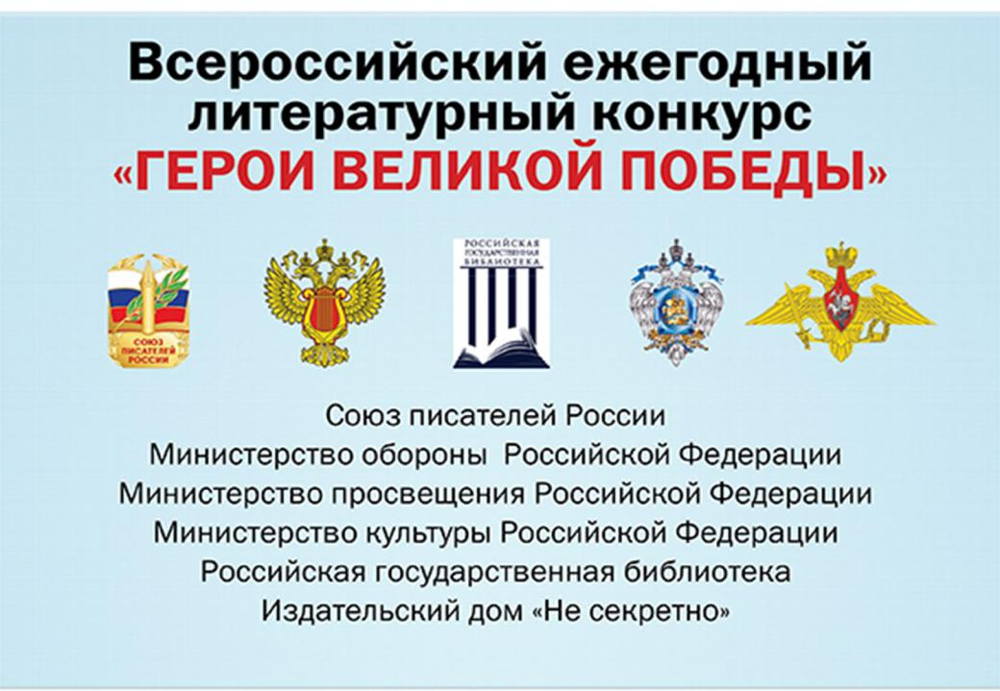 Всероссийский ежегодный
литературный конкурс
«ГЕРОИ ВЕЛИКОЙ ПОБЕДЫ»
СОЮЗ
ПИСАТЕЛЕЙ
РОССИИ
РОССИЙСКАЯ
ГОСУДАРСТВЕННАЯ
БИБЛИОТЕКА
Союз писателей России
Министерство обороны Российской Федерации
Министерство просвещения Российской Федерации
Министерство культуры Российской Федерации
Российская государственная библиотека
Издательский дом «Не секретно»